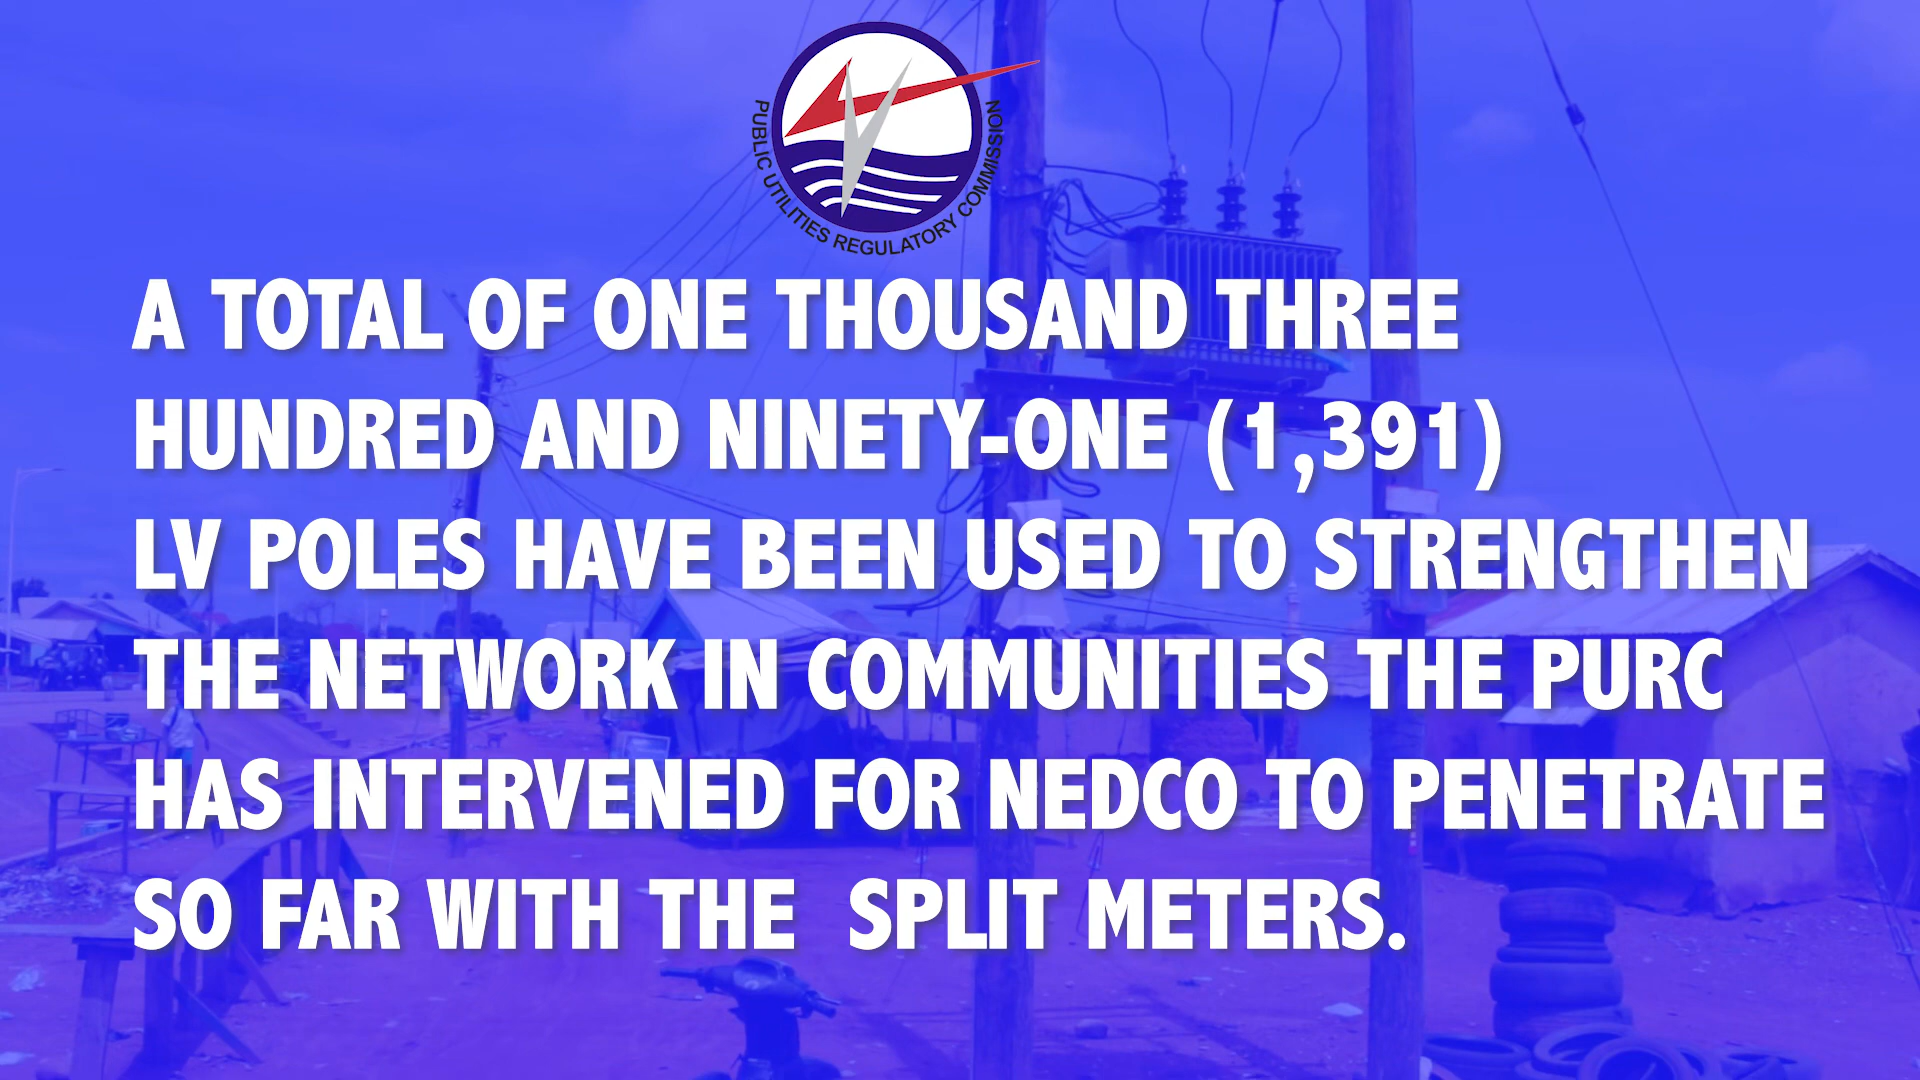 PUBLIC UTILITIES REGULATORY COMMISSION
A TOTAL OF ONE THOUSAND THREE
HUNDRED AND NINETY-ONE (1,391)
LV POLES HAVE BEEN USED TO STRENGTHEN
THE NETWORK IN COMMUNITIES THE PURC
HAS INTERVENED FOR NEDCO TO PENETRATE
SO FAR WITH THE  SPLIT METERS.